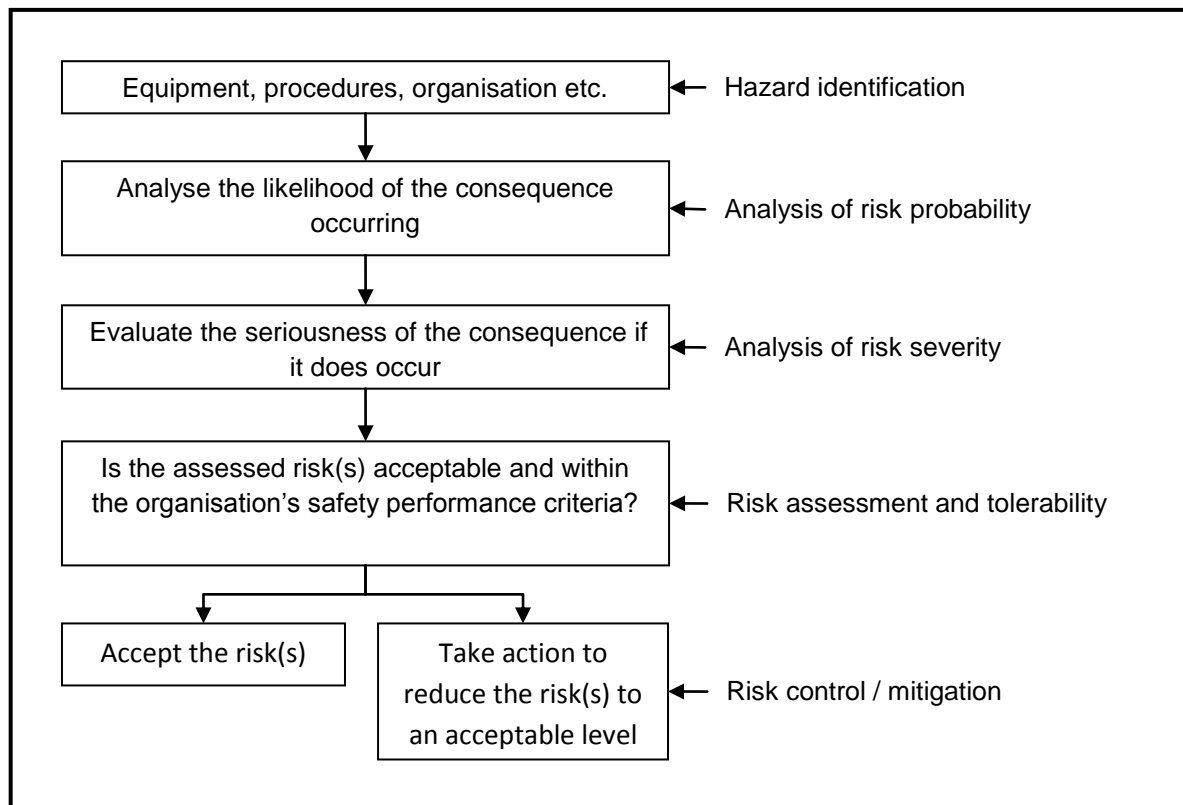 Equipment, procedures, organisation etc.
Hazard identification
Analyse the likelihood of the consequence
occurring
Analysis of risk probability
Evaluate the seriousness of the consequence if
it does occur
Analysis of risk severity
Is the assessed risk(s) acceptable and within
the organisation’s safety performance criteria?
Risk assessment and tolerability
Accept the risk(s)
Take action to
reduce the risk(s) to
an acceptable level
Risk control / mitigation